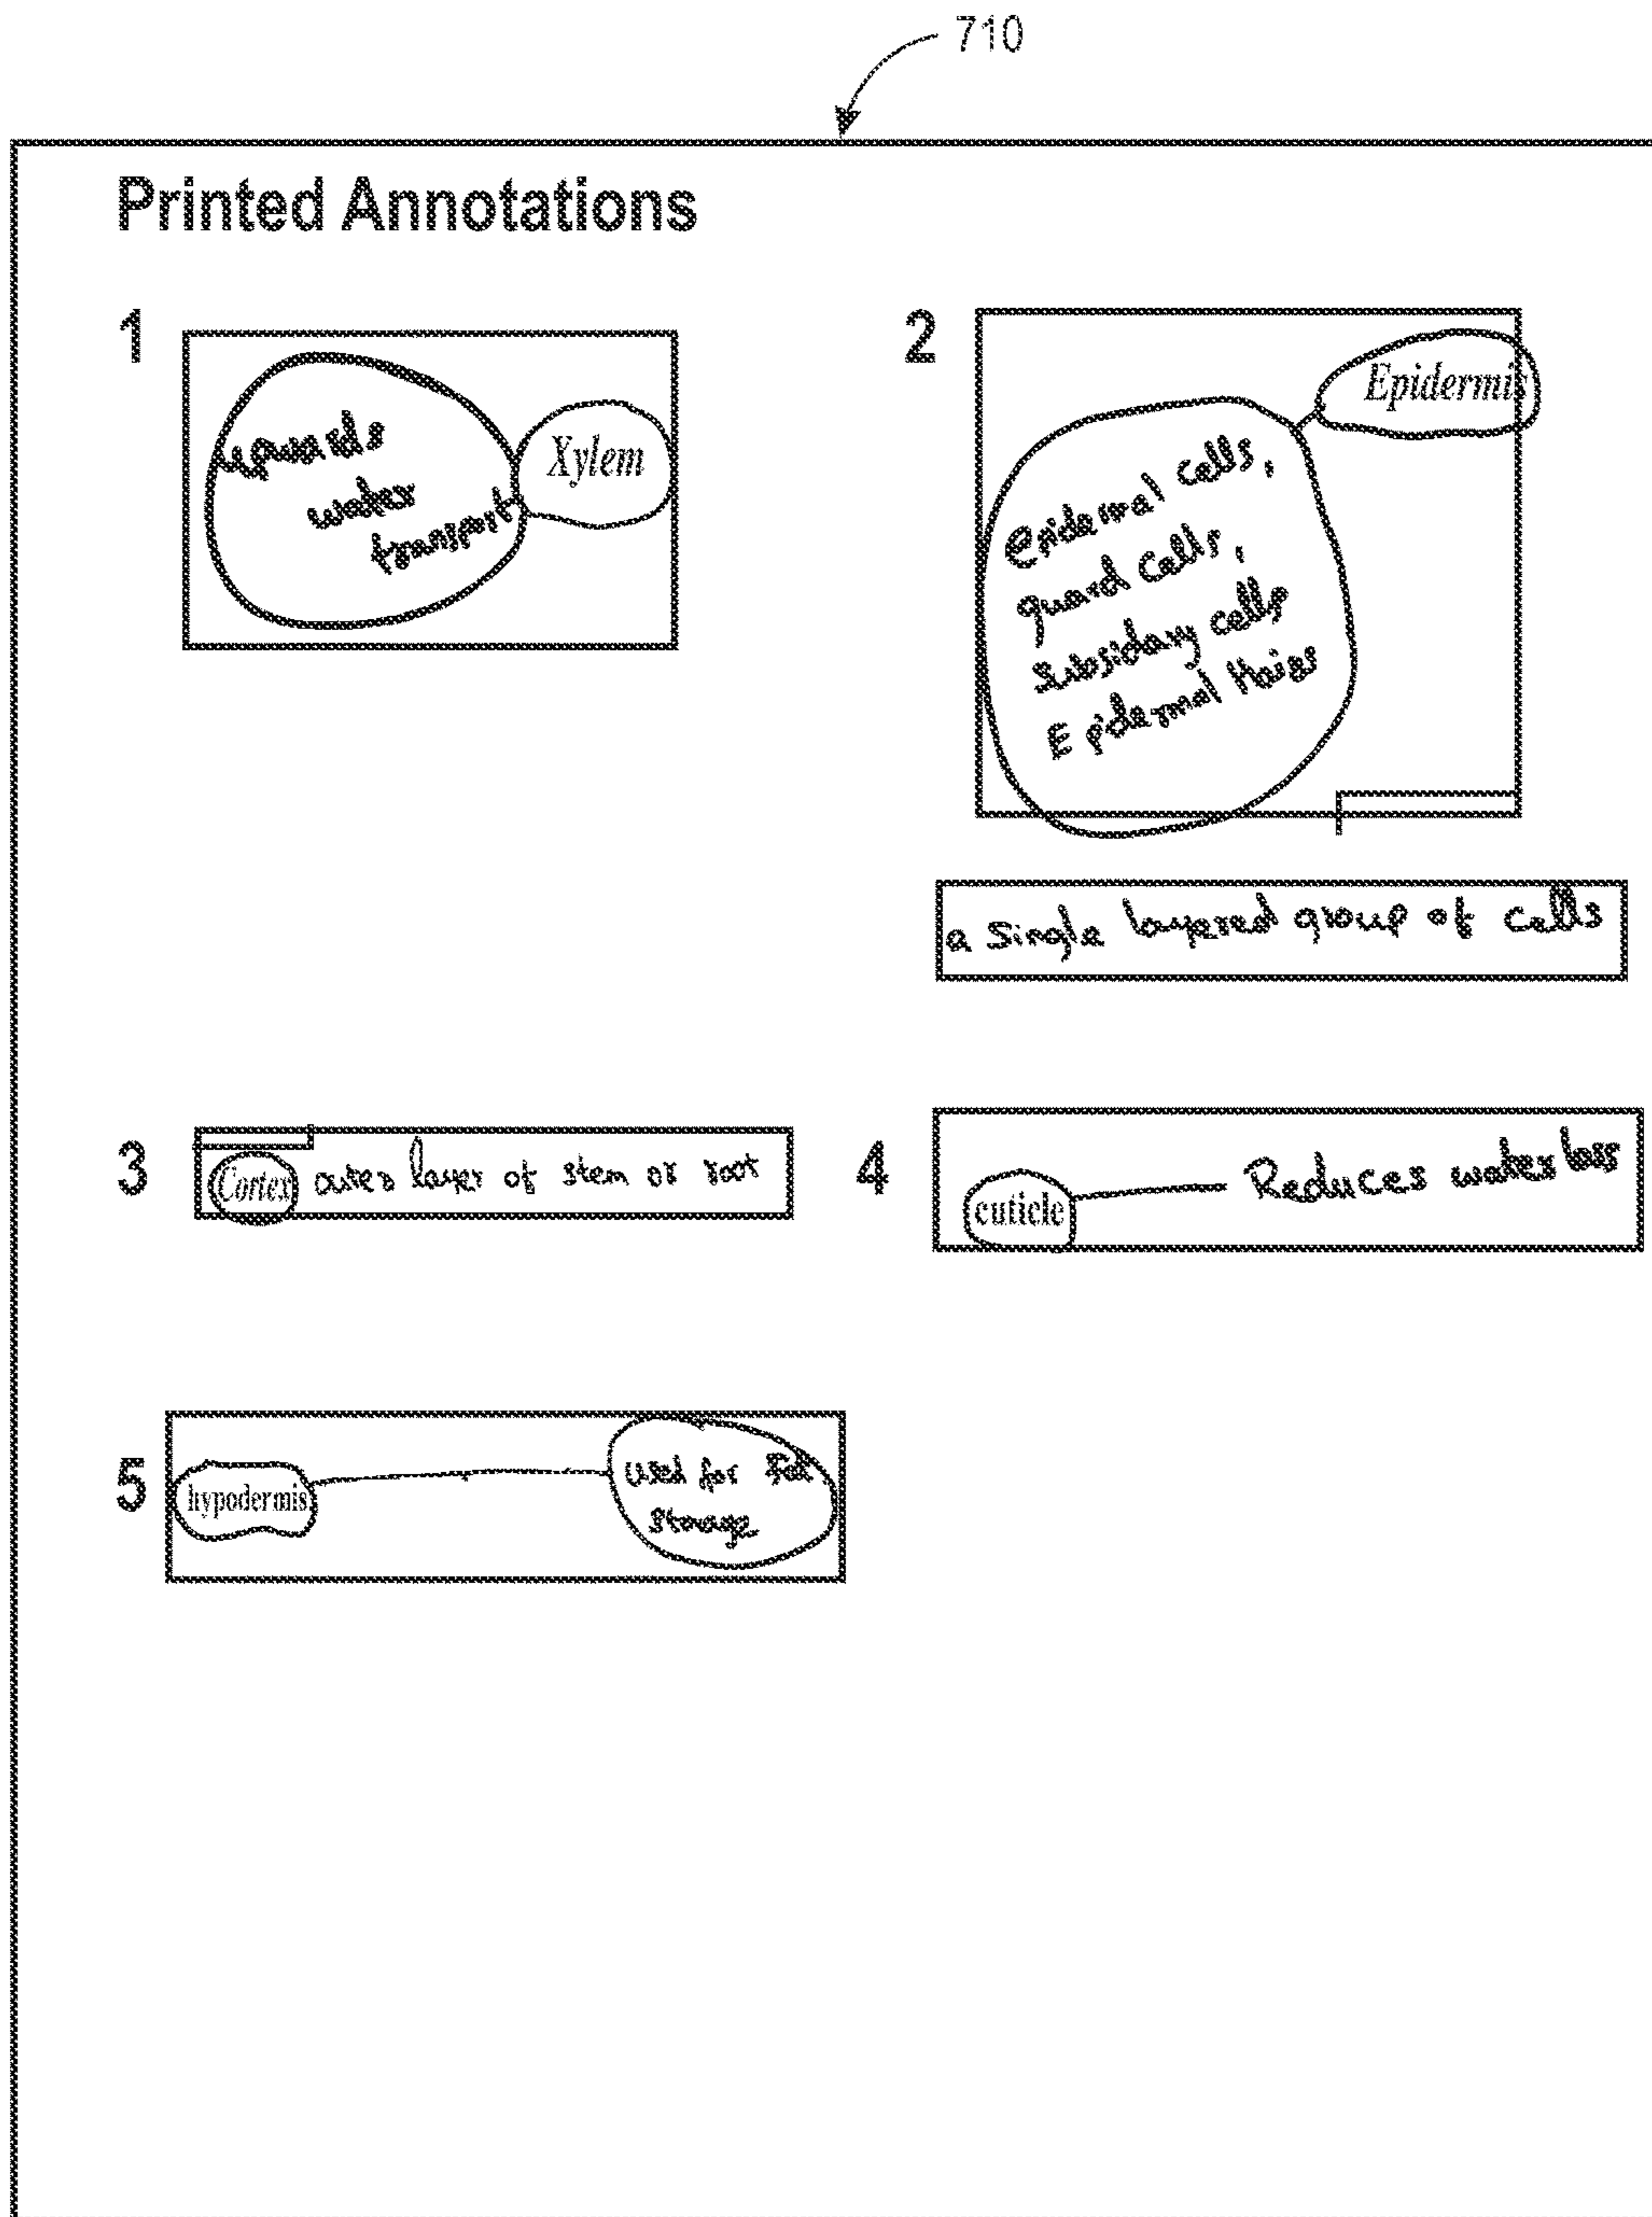 710
Printed Annotations
1
upwards
water
transport
Xylem
2
Epidermis
Epidermal cells,
guard cells,
Subsidary cells
Epidermal Hairs
a single layered group of cells
3
Cortex outer layer of stem or root
4
cuticle Reduces water loss
5
hypodermis
Used for Fat
Storage